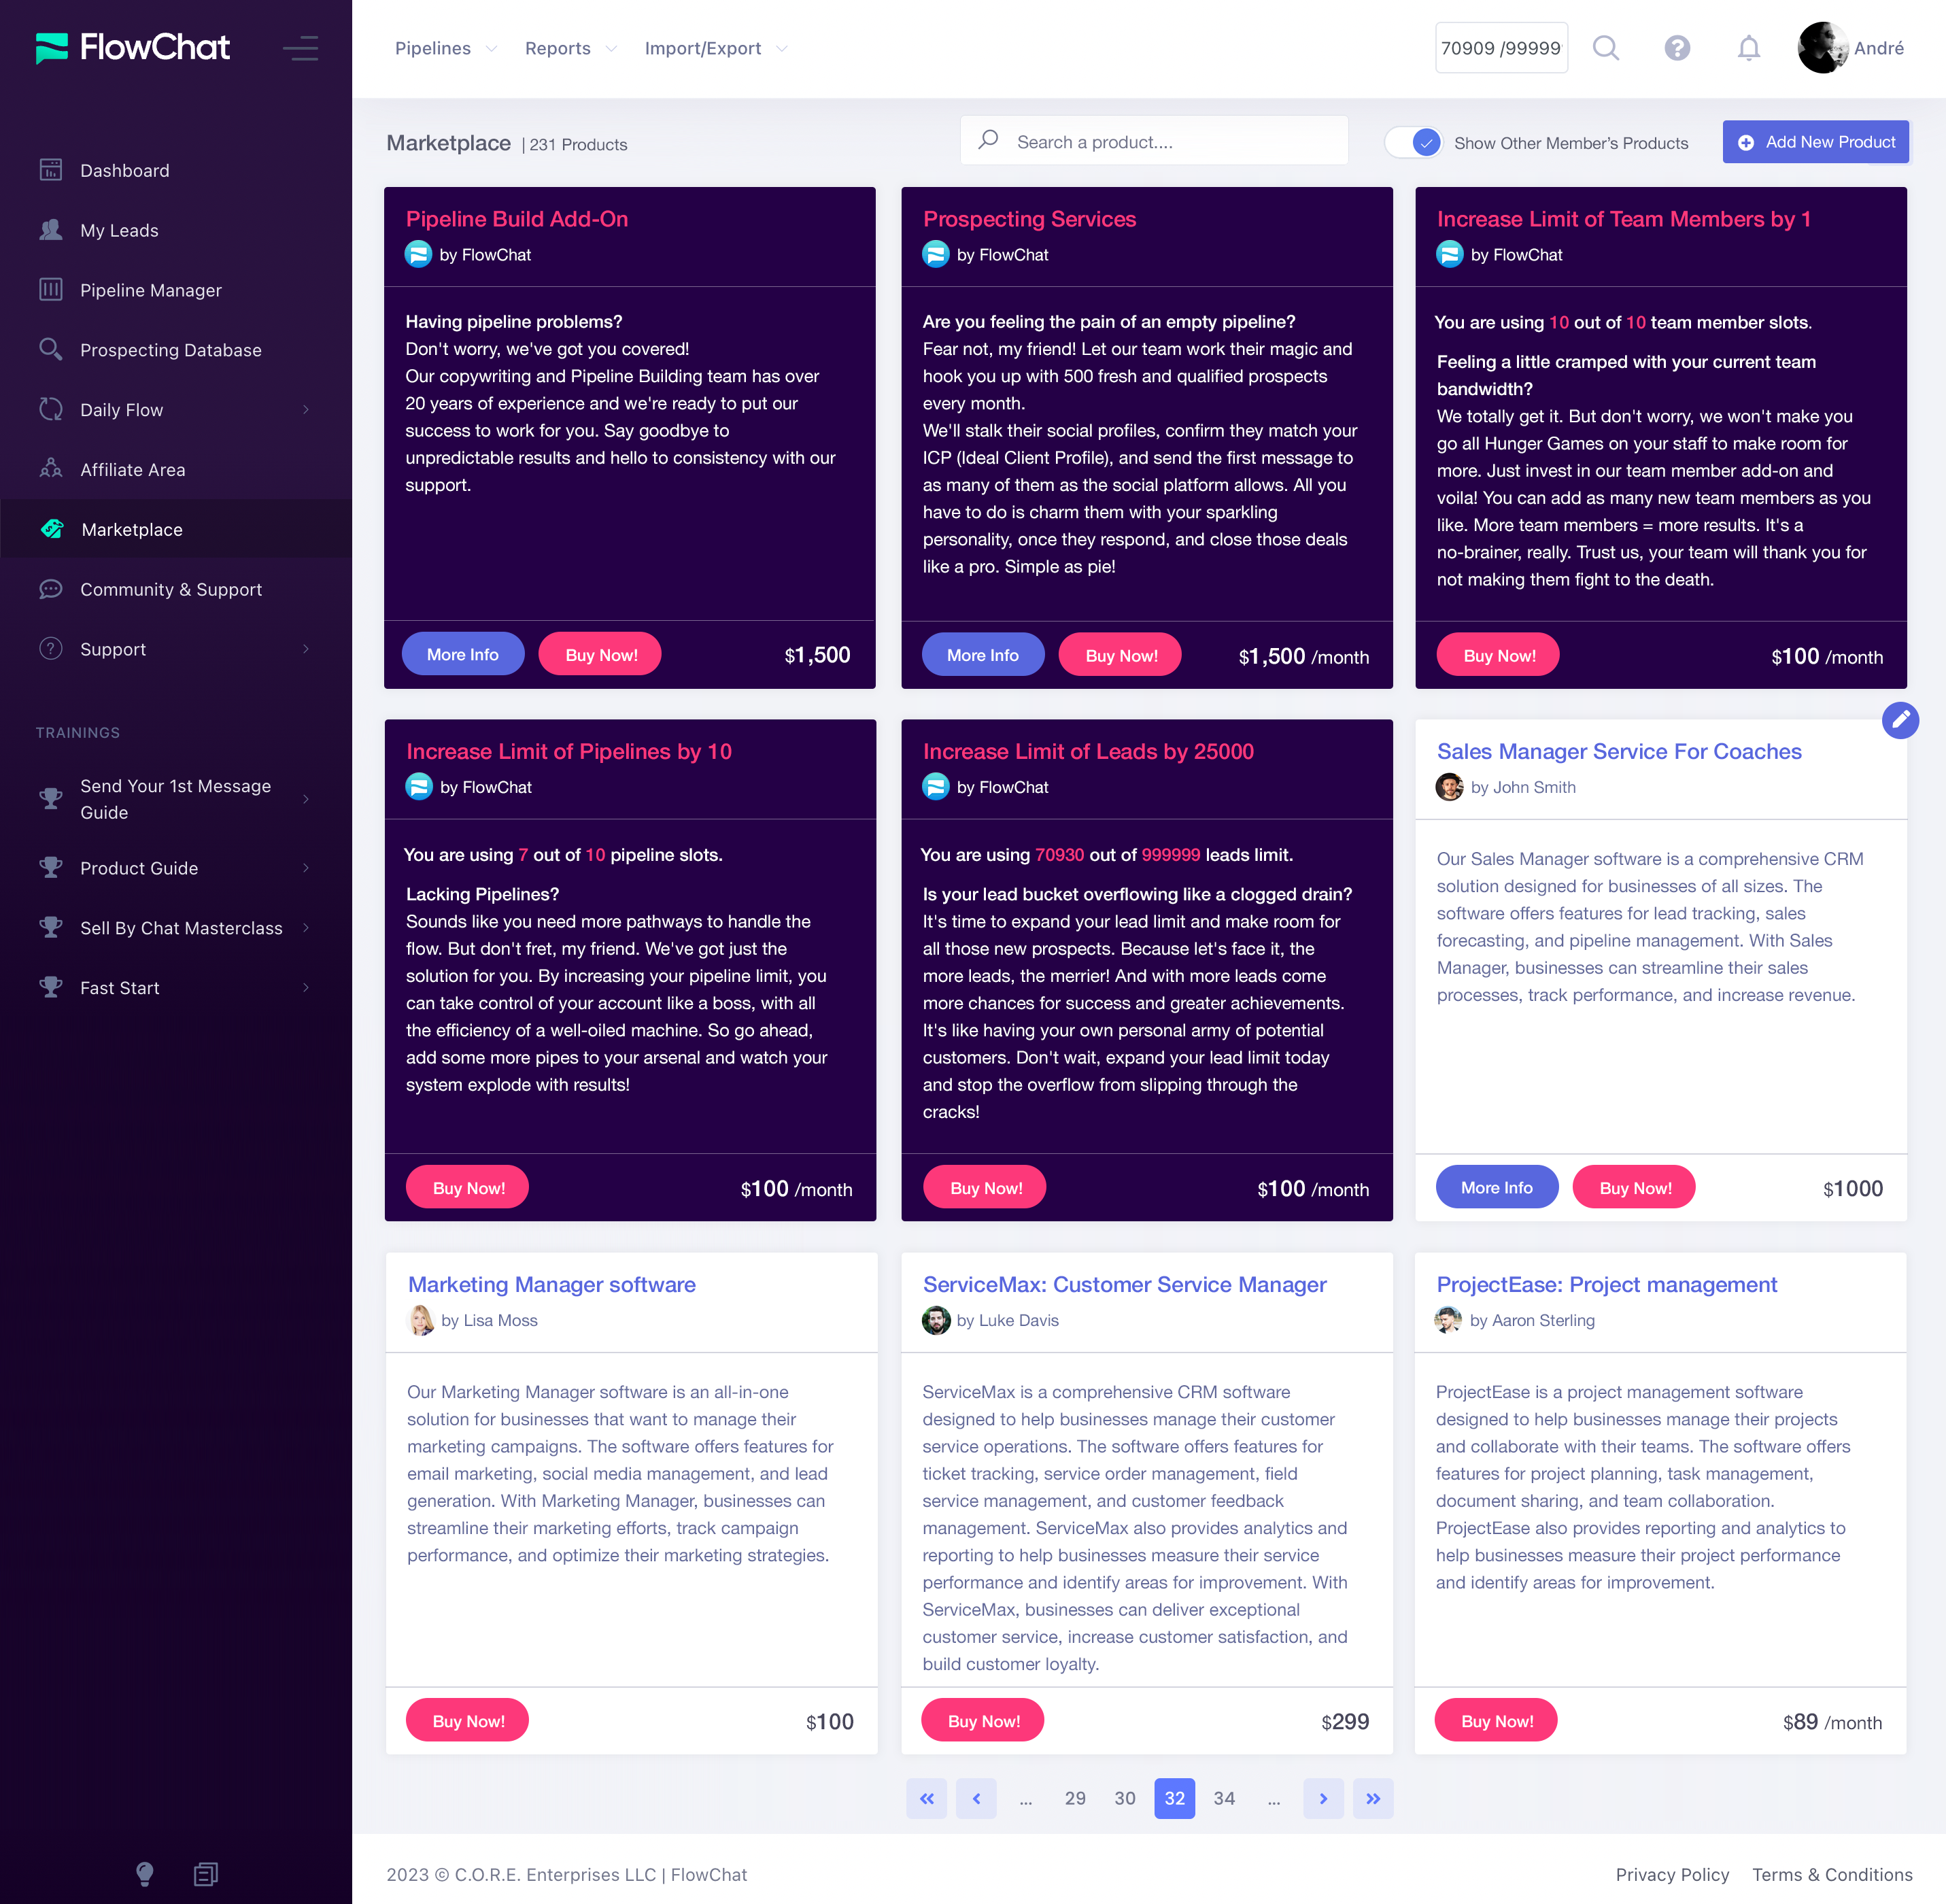 FlowChat
Pipelines
Reports
Import/Export
70909 /99999
André
Dashboard
My Leads
Pipeline Manager
Prospecting Database
Daily Flow
Affiliate Area
Marketplace
Community & Support
Support
TRAININGS
Send Your 1st Message
Guide
Product Guide
Sell By Chat Masterclass
Fast Start
Marketplace | 231 Products
Search a product....
Show Other Member's Products
Add New Product
Pipeline Build Add-On
by FlowChat
Having pipeline problems?
Don't worry, we've got you covered!
Our copywriting and Pipeline Building team has over
20 years of experience and we're ready to put our
success to work for you. Say goodbye to
unpredictable results and hello to consistency with our
support.
More Info
Buy Now!
$1,500
Prospecting Services
by FlowChat
Are you feeling the pain of an empty pipeline?
Fear not, my friend! Let our team work their magic and
hook you up with 500 fresh and qualified prospects
every month.
We'll stalk their social profiles, confirm they match your
ICP (Ideal Client Profile), and send the first message to
as many of them as the social platform allows. All you
have to do is charm them with your sparkling
personality, once they respond, and close those deals
like a pro. Simple as pie!
More Info
Buy Now!
$1,500 /month
Increase Limit of Team Members by 1
by FlowChat
You are using 10 out of 10 team member slots.
Feeling a little cramped with your current team
bandwidth?
We totally get it. But don't worry, we won't make you
go all Hunger Games on your staff to make room for
more. Just invest in our team member add-on and
voila! You can add as many new team members as you
like. More team members = more results. It's a
no-brainer, really. Trust us, your team will thank you for
not making them fight to the death.
Buy Now!
$100 /month
Increase Limit of Pipelines by 10
by FlowChat
You are using 7 out of 10 pipeline slots.
Lacking Pipelines?
Sounds like you need more pathways to handle the
flow. But don't fret, my friend. We've got just the
solution for you. By increasing your pipeline limit, you
can take control of your account like a boss, with all
the efficiency of a well-oiled machine. So go ahead,
add some more pipes to your arsenal and watch your
system explode with results!
Buy Now!
$100 /month
Increase Limit of Leads by 25000
by FlowChat
You are using 70930 out of 999999 leads limit.
Is your lead bucket overflowing like a clogged drain?
It's time to expand your lead limit and make room for
all those new prospects. Because let's face it, the
more leads, the merrier! And with more leads come
more chances for success and greater achievements.
It's like having your own personal army of potential
customers. Don't wait, expand your lead limit today
and stop the overflow from slipping through the
cracks!
Buy Now!
$100 /month
Sales Manager Service For Coaches
by John Smith
Our Sales Manager software is a comprehensive CRM
solution designed for businesses of all sizes. The
software offers features for lead tracking, sales
forecasting, and pipeline management. With Sales
Manager, businesses can streamline their sales
processes, track performance, and increase revenue.
More Info
Buy Now!
$1000
Marketing Manager software
by Lisa Moss
Our Marketing Manager software is an all-in-one
solution for businesses that want to manage their
marketing campaigns. The software offers features for
email marketing, social media management, and lead
generation. With Marketing Manager, businesses can
streamline their marketing efforts, track campaign
performance, and optimize their marketing strategies.
Buy Now!
$100
ServiceMax: Customer Service Manager
by Luke Davis
ServiceMax is a comprehensive CRM software
designed to help businesses manage their customer
service operations. The software offers features for
ticket tracking, service order management, field
service management, and customer feedback
management. ServiceMax also provides analytics and
reporting to help businesses measure their service
performance and identify areas for improvement. With
ServiceMax, businesses can deliver exceptional
customer service, increase customer satisfaction, and
build customer loyalty.
Buy Now!
$299
ProjectEase: Project management
by Aaron Sterling
ProjectEase is a project management software
designed to help businesses manage their projects
and collaborate with their teams. The software offers
features for project planning, task management,
document sharing, and team collaboration.
ProjectEase also provides reporting and analytics to
help businesses measure their project performance
and identify areas for improvement.
Buy Now!
$89 /month
« ‹ ... 29 30 32 34 ... › »
2023 © C.O.R.E. Enterprises LLC | FlowChat
Privacy Policy
Terms & Conditions